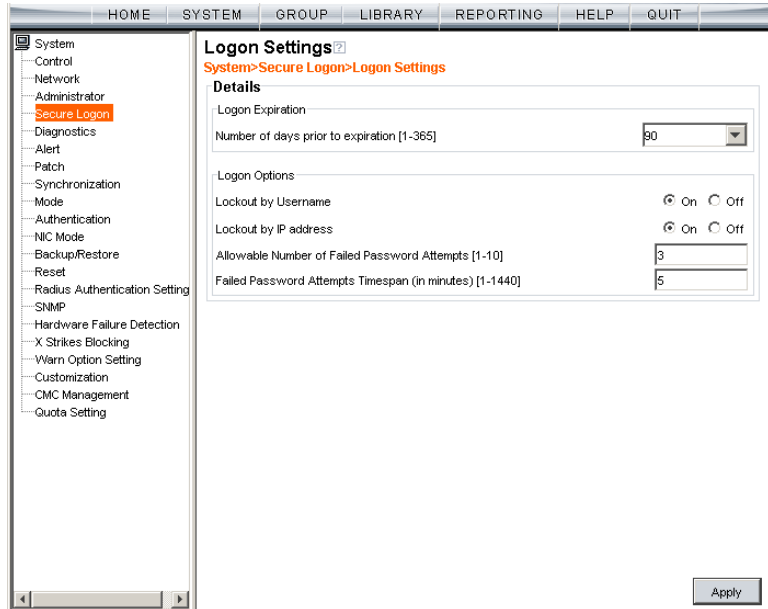 HOME SYSTEM GROUP LIBRARY REPORTING HELP QUIT
System
Control
Network
Administrator
Secure Logon
Diagnostics
Alert
Patch
Synchronization
Mode
Authentication
NIC Mode
Backup/Restore
Reset
Radius Authentication Setting
SNMP
Hardware Failure Detection
X Strikes Blocking
Warn Option Setting
Customization
CMC Management
Quota Setting
Logon Settings ?
System>Secure Logon>Logon Settings
Details
Logon Expiration
Number of days prior to expiration [1-365] 90
Logon Options
Lockout by Username On Off
Lockout by IP address On Off
Allowable Number of Failed Password Attempts [1-10] 3
Failed Password Attempts Timespan (in minutes) [1-1440] 5
Apply